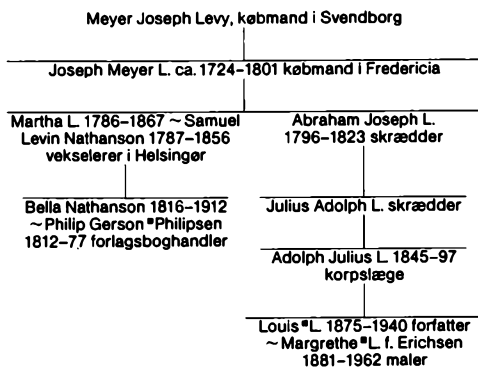 Meyer Joseph Levy, købmand i Svendborg
Joseph Meyer L. ca. 1724–1801 købmand i Fredericia
Martha L. 1786–1867 ~ Samuel
Levin Nathanson 1787–1856
vekselerer i Helsingør
Abraham Joseph L.
1796–1823 skrædder
Bella Nathanson 1816–1912
~Philip Gerson *Philipsen
1812–77 forlagsboghandler
Julius Adolph L. skrædder
Adolph Julius L. 1845–97
korpslæge
Louis *L. 1875–1940 forfatter
~ Margrethe *L. f. Erichsen
1881–1962 maler